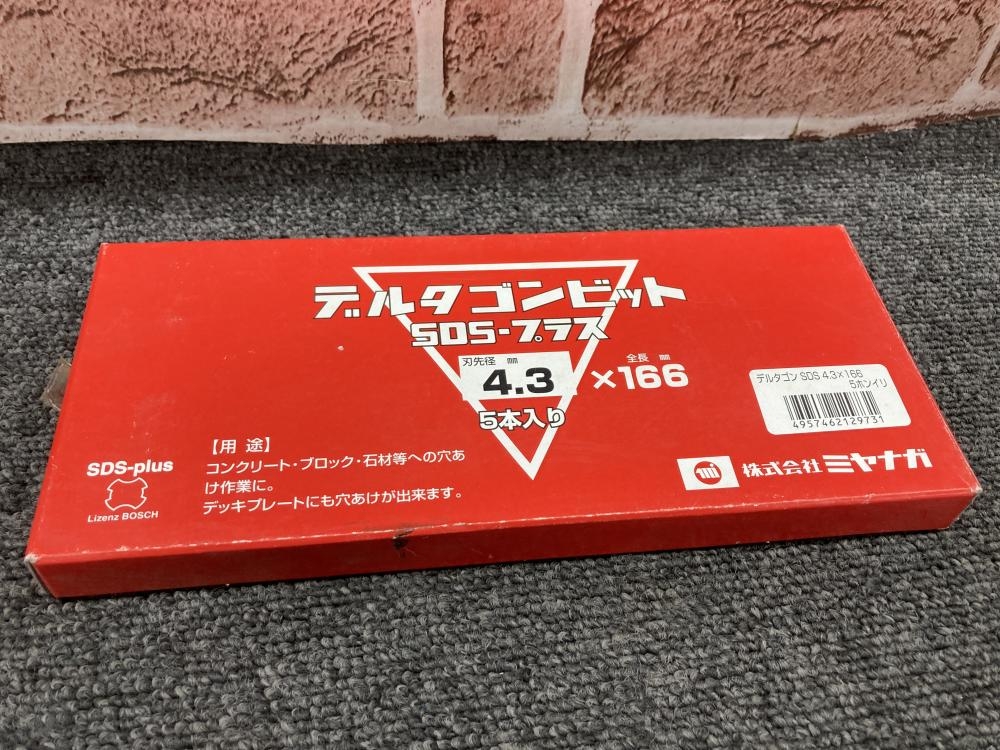 デルタゴンビット
SDS-プラス
刃先径 mm
4.3
全長 mm
×166
5本入り
デルタゴン SDS 4.3×166
5ホンイリ
4957462129731
【用 途】
コンクリート・ブロック・石材等への穴あ
け作業に。
デッキプレートにも穴あけが出来ます。
SDS-plus
Lizenz BOSCH
mi
株式会社 ミヤナガ